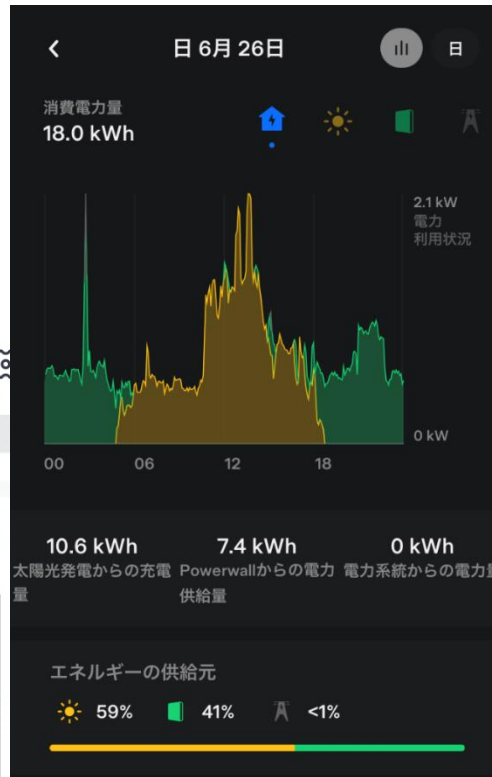 日 6月 26日
日
消費電力量
18.0 kWh
2.1 kW
電力
利用状況
0 kW
00 06 12 18
10.6 kWh 7.4 kWh 0 kWh
太陽光発電からの充電 Powerwallからの電力 電力系統からの電力
量 供給量
エネルギーの供給元
59% 41% <1%